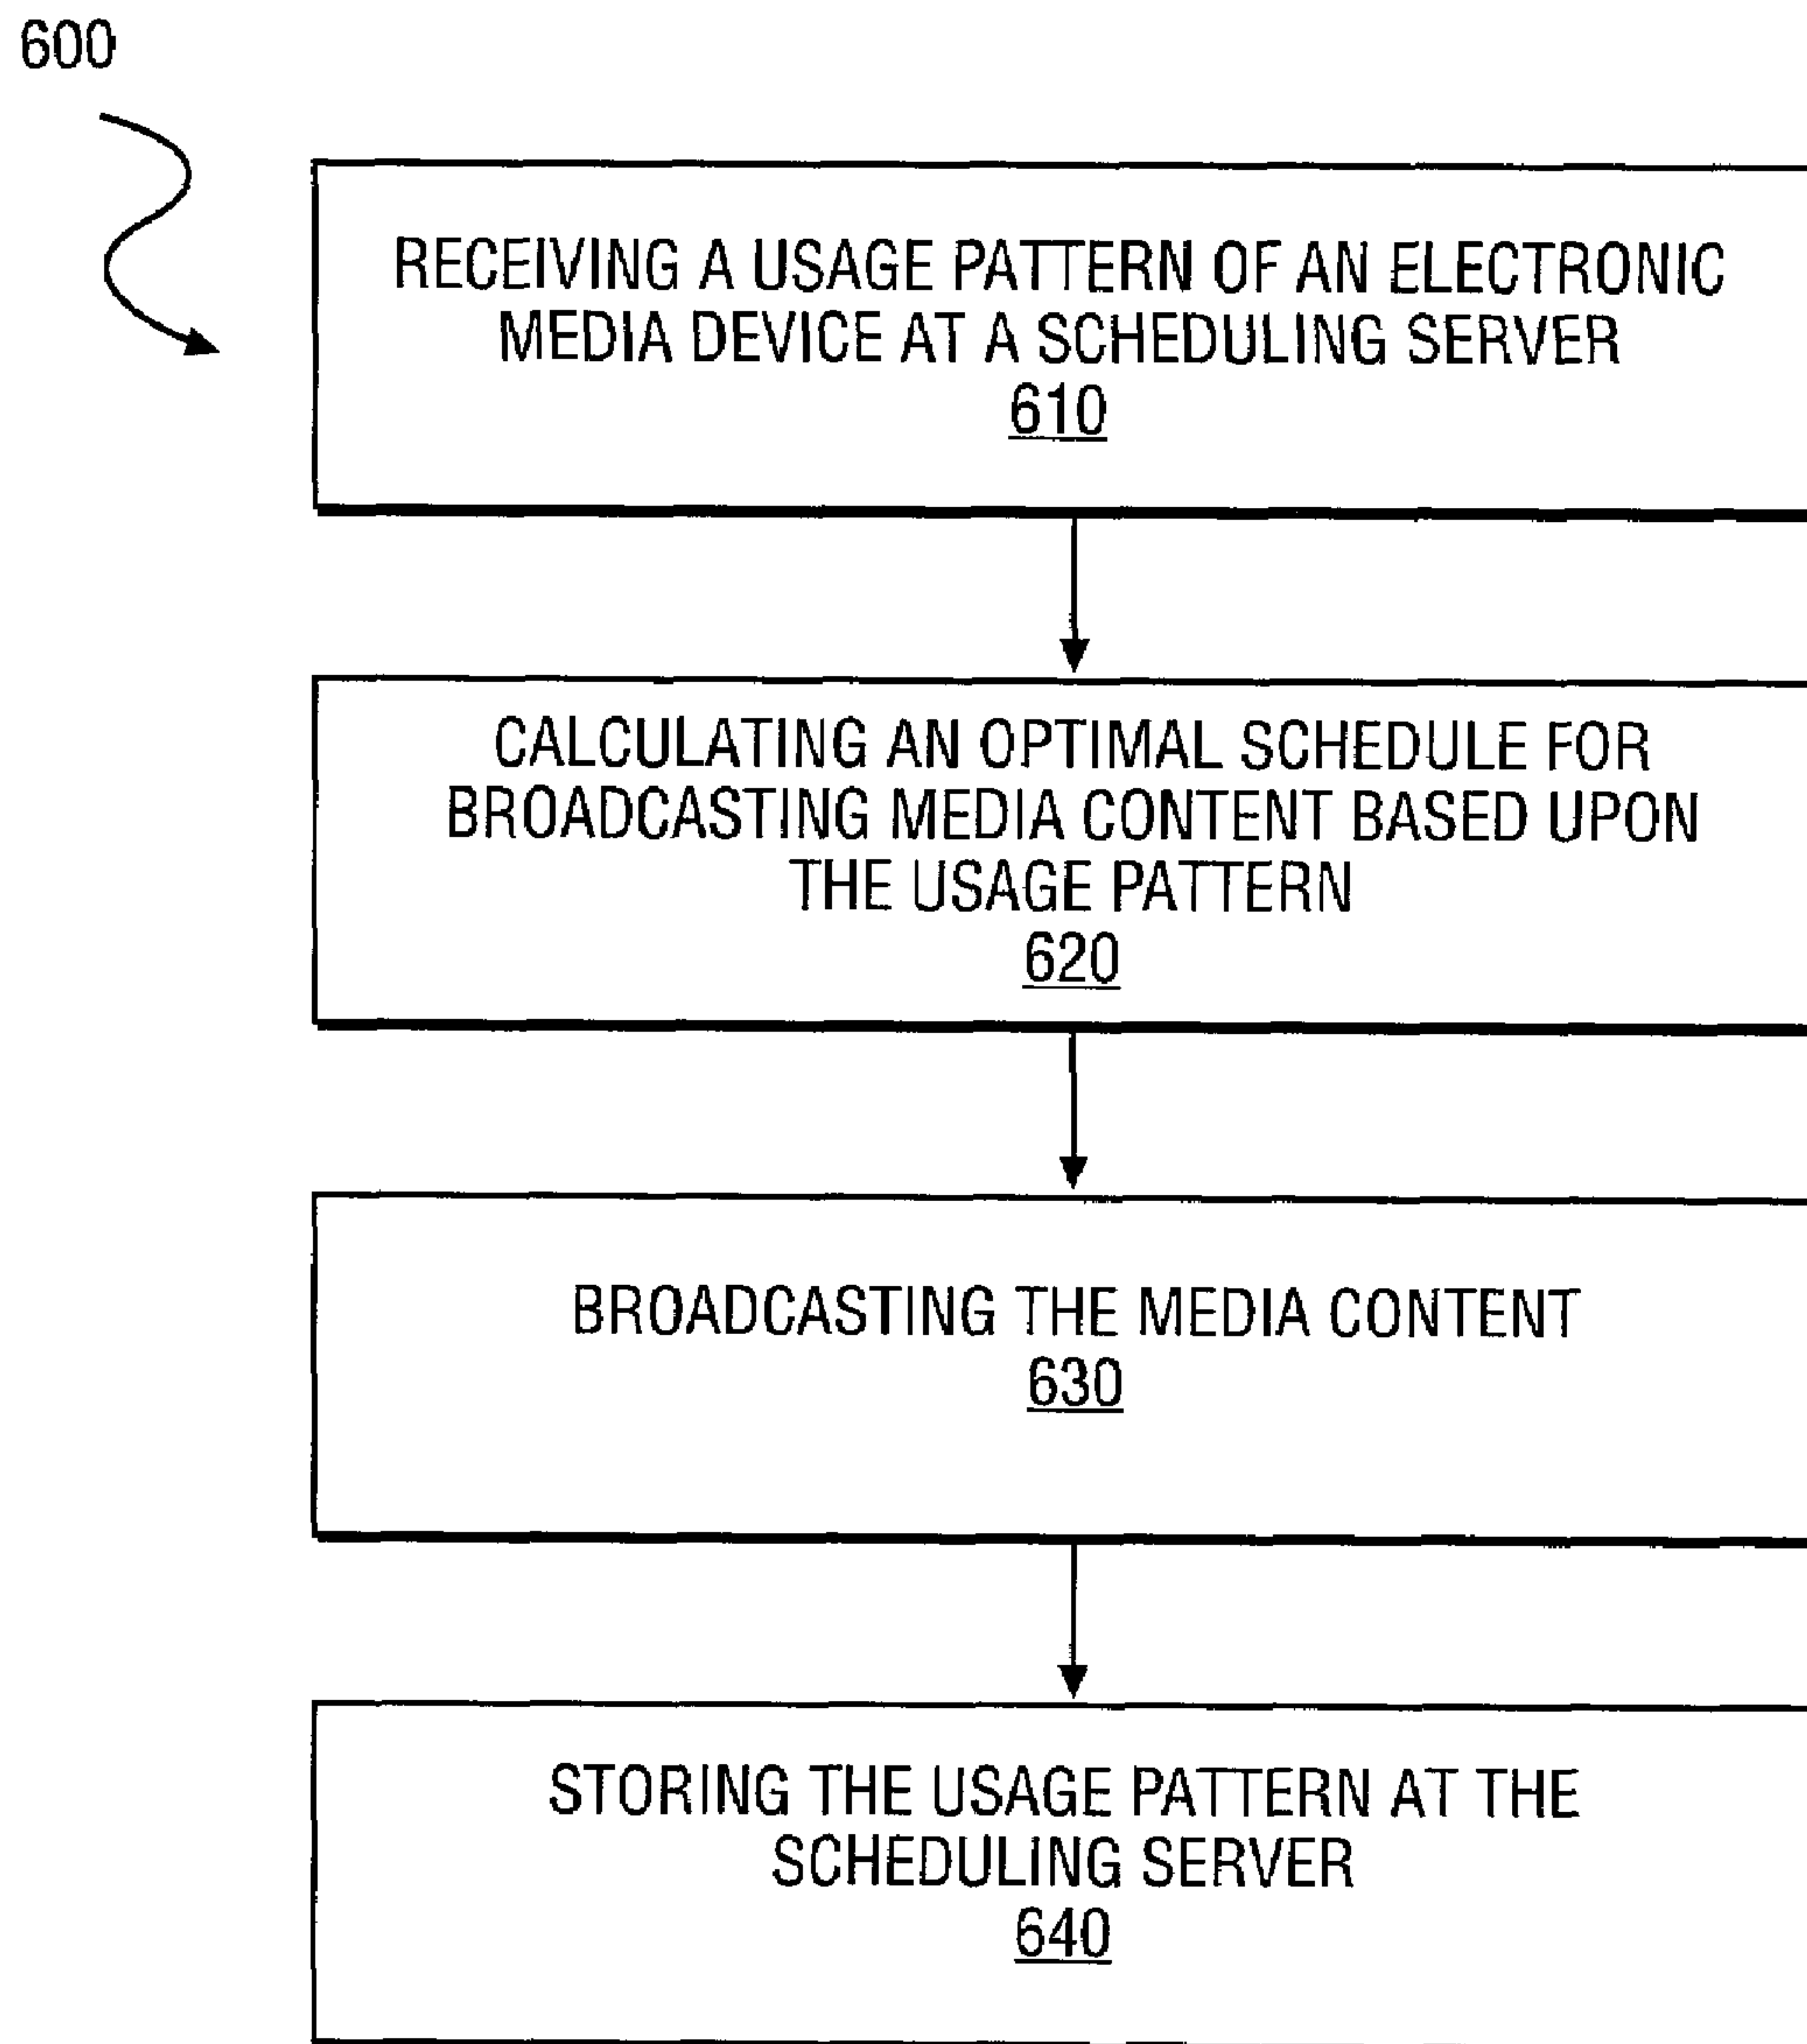 600
RECEIVING A USAGE PATTERN OF AN ELECTRONIC
MEDIA DEVICE AT A SCHEDULING SERVER
610
CALCULATING AN OPTIMAL SCHEDULE FOR
BROADCASTING MEDIA CONTENT BASED UPON
THE USAGE PATTERN
620
BROADCASTING THE MEDIA CONTENT
630
STORING THE USAGE PATTERN AT THE
SCHEDULING SERVER
640